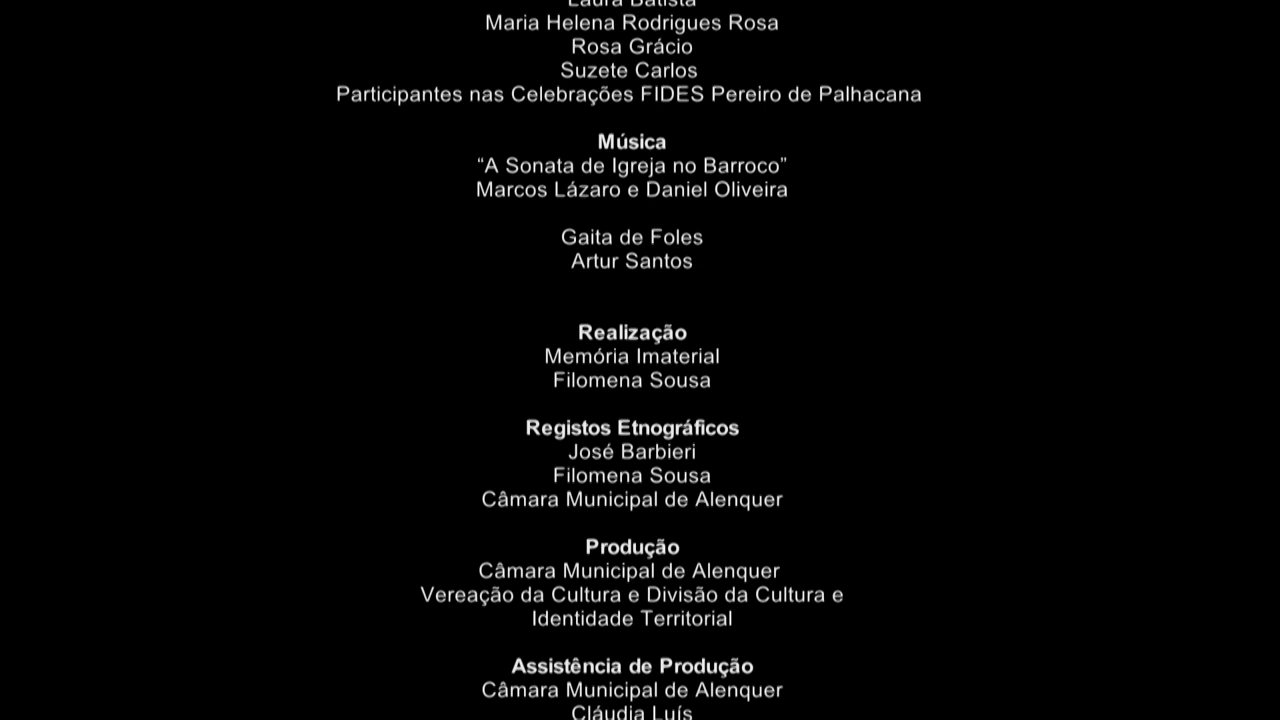 Laura Batista
Maria Helena Rodrigues Rosa
Rosa Grácio
Suzete Carlos
Participantes nas Celebrações FIDES Pereiro de Palhacana
Música
“A Sonata de Igreja no Barroco”
Marcos Lázaro e Daniel Oliveira
Gaita de Foles
Artur Santos
Realização
Memória Imaterial
Filomena Sousa
Registos Etnográficos
José Barbieri
Filomena Sousa
Câmara Municipal de Alenquer
Produção
Câmara Municipal de Alenquer
Vereação da Cultura e Divisão da Cultura e
Identidade Territorial
Assistência de Produção
Câmara Municipal de Alenquer
Cláudia Luís